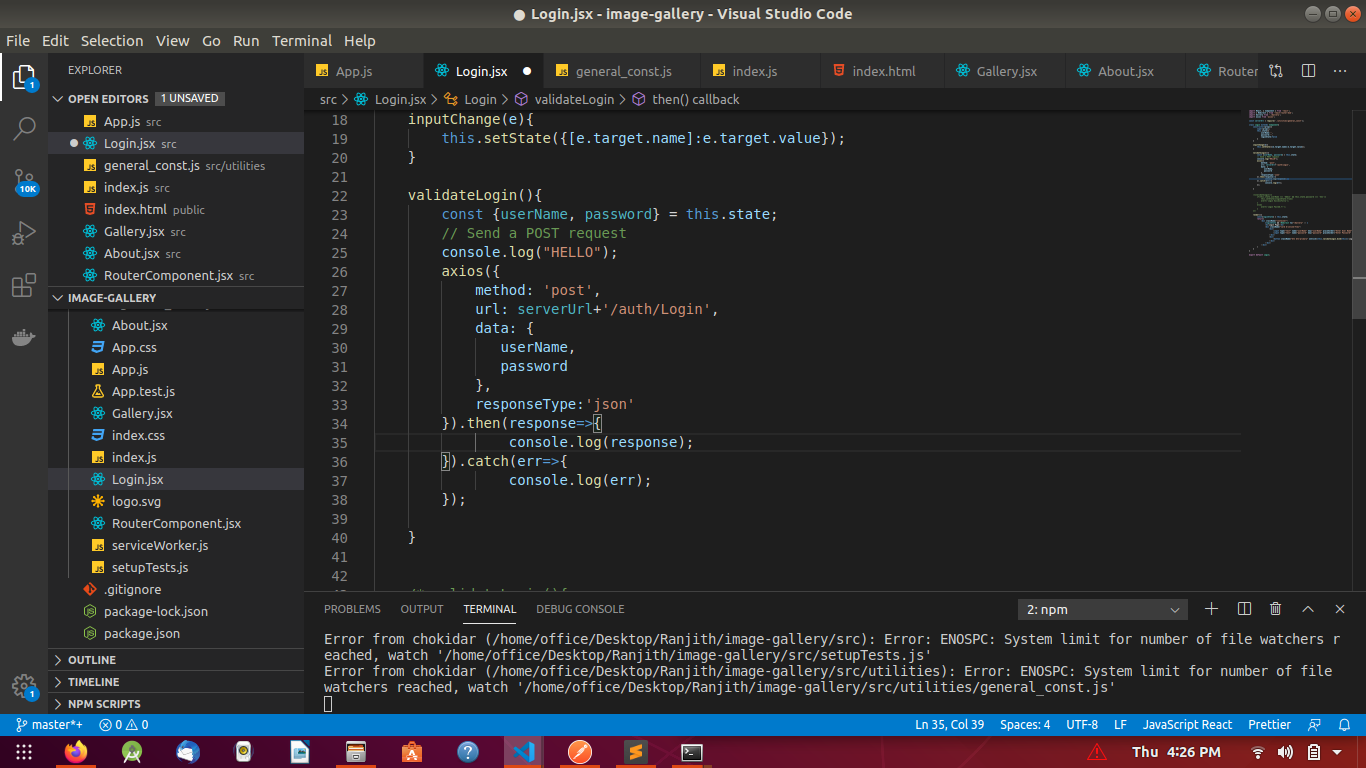 ● Login.jsx - image-gallery - Visual Studio Code
File Edit Selection View Go Run Terminal Help
EXPLORER
OPEN EDITORS 1 UNSAVED
App.js src
Login.jsx src
general_const.js src/utilities
index.js src
index.html public
Gallery.jsx src
About.jsx src
RouterComponent.jsx src
IMAGE-GALLERY
About.jsx
App.css
App.js
App.test.js
Gallery.jsx
index.css
index.js
Login.jsx
logo.svg
RouterComponent.jsx
serviceWorker.js
setupTests.js
.gitignore
package-lock.json
package.json
OUTLINE
TIMELINE
NPM SCRIPTS
1
10K
1
App.js Login.jsx general_const.js index.js index.html Gallery.jsx About.jsx Router
src > Login.jsx > Login > validateLogin > then() callback
18 inputChange(e){
19 this.setState({[e.target.name]:e.target.value});
20 }
21
22 validateLogin(){
23 const {userName, password} = this.state;
24 // Send a POST request
25 console.log("HELLO");
26 axios({
27 method: 'post',
28 url: serverUrl+'/auth/Login',
29 data: {
30 userName,
31 password
32 },
33 responseType:'json'
34 }).then(response=>{
35 console.log(response);
36 }).catch(err=>{
37 console.log(err);
38 });
39
40 }
41
42
PROBLEMS OUTPUT TERMINAL DEBUG CONSOLE 2: npm
Error from chokidar (/home/office/Desktop/Ranjith/image-gallery/src): Error: ENOSPC: System limit for number of file watchers r
eached, watch '/home/office/Desktop/Ranjith/image-gallery/src/setupTests.js'
Error from chokidar (/home/office/Desktop/Ranjith/image-gallery/src/utilities): Error: ENOSPC: System limit for number of file
watchers reached, watch '/home/office/Desktop/Ranjith/image-gallery/src/utilities/general_const.js'
master*+ 0 0 Ln 35, Col 39 Spaces: 4 UTF-8 LF JavaScript React Prettier
Thu 4:26 PM